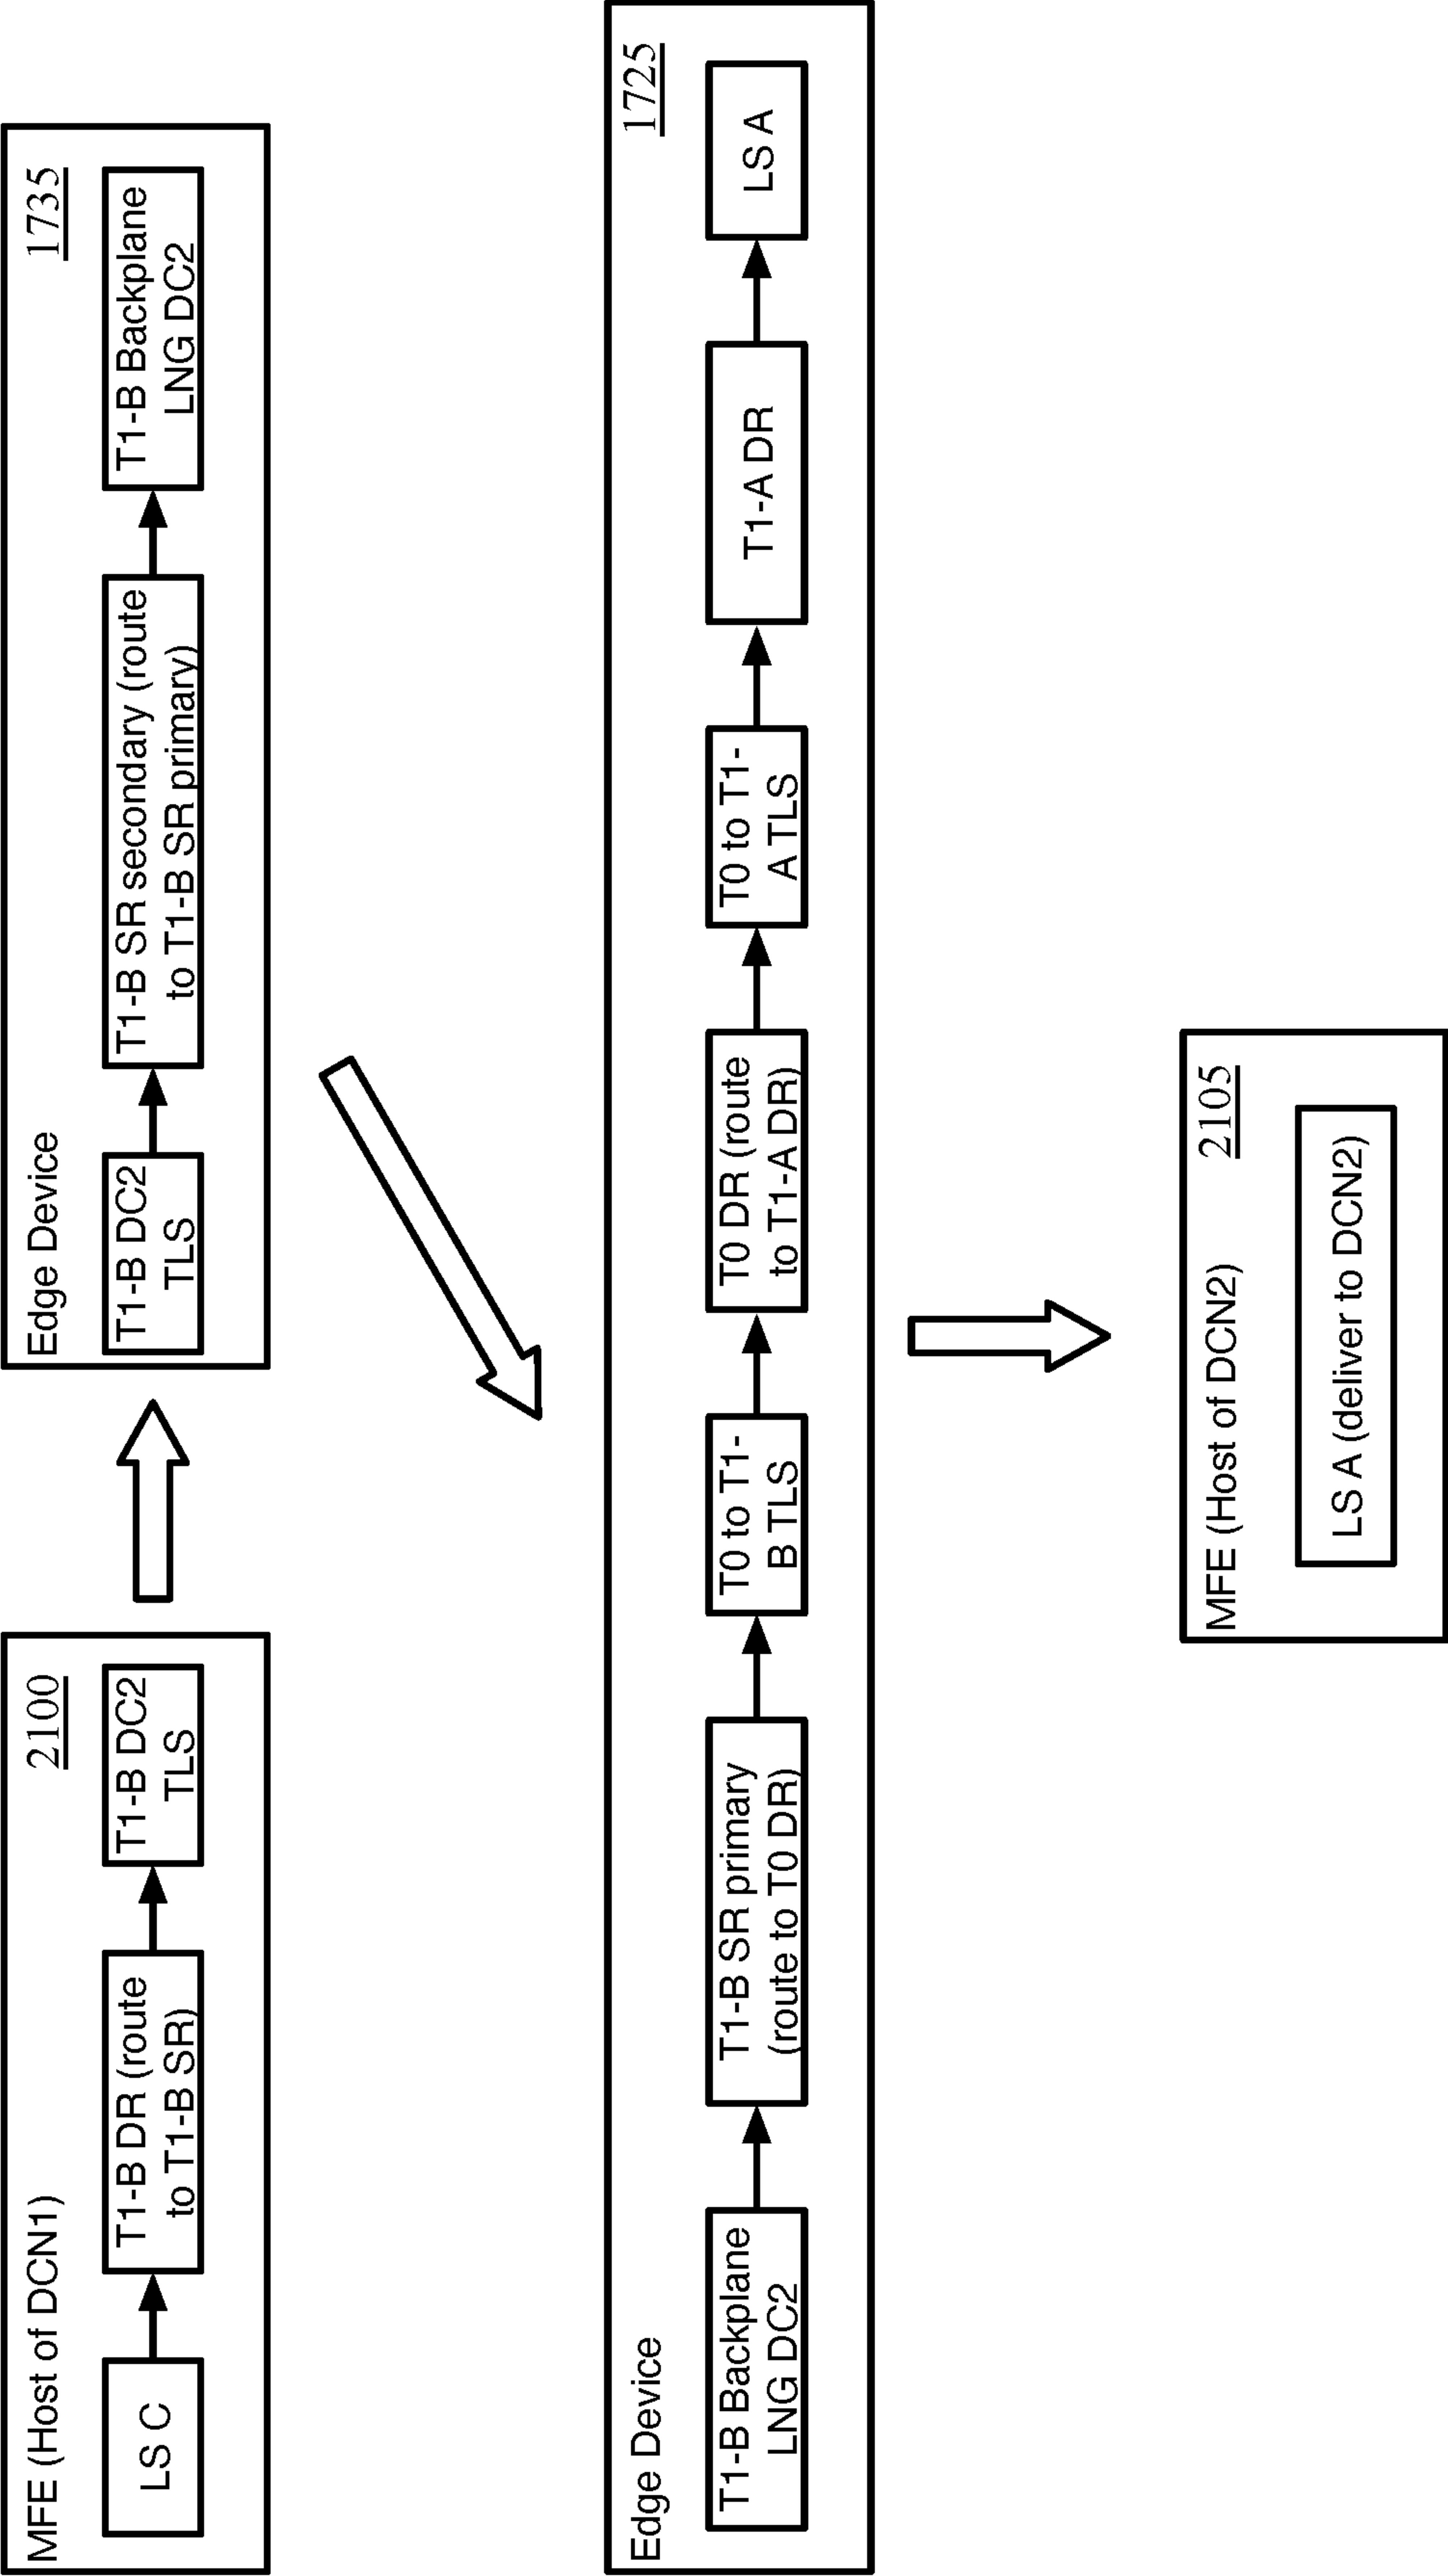 MFE (Host of DCN1)
2100
LS C
T1-B DR (route
to T1-B SR)
T1-B DC2
TLS
Edge Device
1735
T1-B DC2
TLS
T1-B SR secondary (route
to T1-B SR primary)
T1-B Backplane
LNG DC2
Edge Device
1725
T1-B Backplane
LNG DC2
T1-B SR primary
(route to T0 DR)
T0 to T1-
B TLS
T0 DR (route
to T1-A DR)
T0 to T1-
A TLS
T1-A DR
LS A
MFE (Host of DCN2)
2105
LS A (deliver to DCN2)